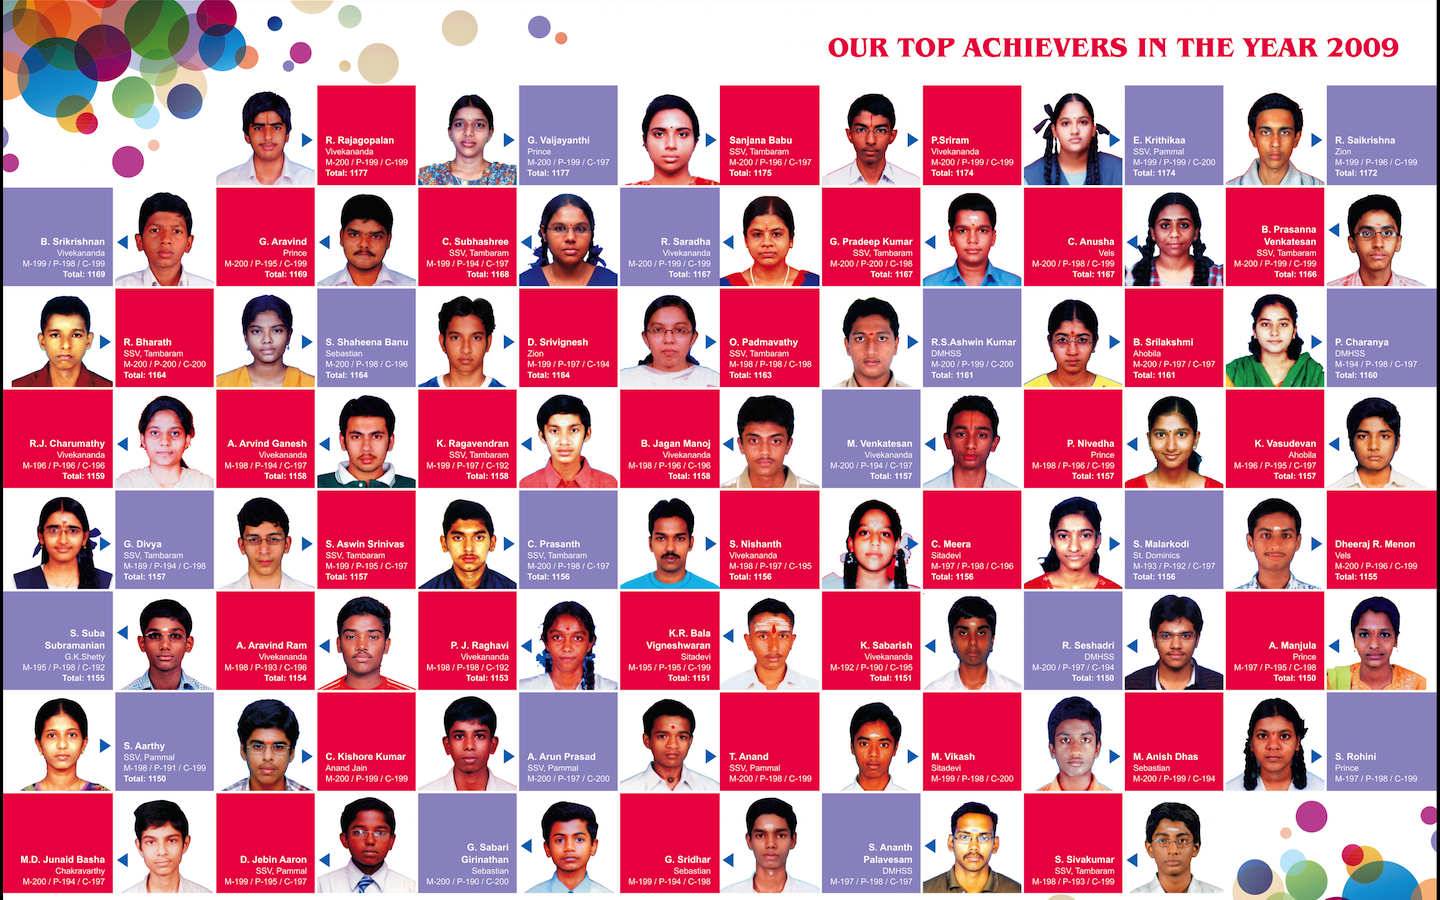 OUR TOP ACHIEVERS IN THE YEAR 2009
R. Rajagopalan
Vivekananda
M-200 / P-199 / C-199
Total: 1177
G. Vaijayanthi
Prince
M-200 / P-199 / C-197
Total: 1177
Sanjana Babu
SSV, Tambaram
M-200 / P-196 / C-197
Total: 1175
P.Sriram
Vivekananda
M-200 / P-199 / C-199
Total: 1174
E. Krithikaa
SSV, Pammal
M-199 / P-199 / C-200
Total: 1174
R. Saikrishna
Zion
M-199 / P-196 / C-199
Total: 1172
B. Srikrishnan
Vivekananda
M-199 / P-198 / C-199
Total: 1169
G. Aravind
Prince
M-200 / P-195 / C-199
Total: 1169
C. Subhashree
SSV, Tambaram
M-199 / P-194 / C-197
Total: 1168
R. Saradha
Vivekananda
M-200 / P-199 / C-199
Total: 1167
G. Pradeep Kumar
SSV, Tambaram
M-200 / P-200 / C-198
Total: 1167
C. Anusha
Vels
M-200 / P-198 / C-199
Total: 1167
B. Prasanna
Venkatesan
SSV, Tambaram
M-200 / P-199 / C-199
Total: 1166
R. Bharath
SSV, Tambaram
M-200 / P-200 / C-200
Total: 1164
S. Shaheena Banu
Sebastian
M-200 / P-198 / C-196
Total: 1164
D. Srivignesh
Zion
M-199 / P-197 / C-194
Total: 1164
O. Padmavathy
SSV, Tambaram
M-198 / P-198 / C-198
Total: 1163
R.S.Ashwin Kumar
DMHSS
M-200 / P-199 / C-200
Total: 1161
B. Srilakshmi
Ahobila
M-200 / P-197 / C-197
Total: 1161
P. Charanya
DMHSS
M-194 / P-198 / C-197
Total: 1160
R.J. Charumathy
Vivekananda
M-196 / P-196 / C-196
Total: 1159
A. Arvind Ganesh
Vivekananda
M-198 / P-194 / C-197
Total: 1158
K. Ragavendran
SSV, Tambaram
M-199 / P-197 / C-192
Total: 1158
B. Jagan Manoj
Vivekananda
M-198 / P-196 / C-196
Total: 1158
M. Venkatesan
Vivekananda
M-200 / P-194 / C-197
Total: 1157
P. Nivedha
Prince
M-198 / P-196 / C-199
Total: 1157
K. Vasudevan
Ahobila
M-196 / P-195 / C-197
Total: 1157
G. Divya
SSV, Tambaram
M-189 / P-194 / C-198
Total: 1157
S. Aswin Srinivas
SSV, Tambaram
M-199 / P-195 / C-197
Total: 1157
C. Prasanth
SSV, Tambaram
M-200 / P-198 / C-197
Total: 1156
S. Nishanth
Vivekananda
M-198 / P-197 / C-195
Total: 1156
C. Meera
Sitadevi
M-197 / P-198 / C-196
Total: 1156
S. Malarkodi
St. Dominics
M-193 / P-192 / C-197
Total: 1156
Dheeraj R. Menon
Vels
M-200 / P-196 / C-199
Total: 1155
S. Suba
Subramanian
G.K.Shetty
M-195 / P-198 / C-192
Total: 1155
A. Aravind Ram
Vivekananda
M-198 / P-193 / C-196
Total: 1154
P. J. Raghavi
Vivekananda
M-198 / P-198 / C-192
Total: 1153
K.R. Bala
Vigneshwaran
Sitadevi
M-195 / P-195 / C-199
Total: 1151
K. Sabarish
Vivekananda
M-192 / P-190 / C-195
Total: 1151
R. Seshadri
DMHSS
M-200 / P-197 / C-194
Total: 1150
A. Manjula
Prince
M-197 / P-195 / C-198
Total: 1150
S. Aarthy
SSV, Pammal
M-198 / P-191 / C-199
Total: 1150
C. Kishore Kumar
Anand Jain
M-200 / P-199 / C-199
A. Arun Prasad
SSV, Pammal
M-200 / P-197 / C-200
T. Anand
SSV, Pammal
M-200 / P-198 / C-199
M. Vikash
Sitadevi
M-199 / P-198 / C-200
M. Anish Dhas
Sebastian
M-200 / P-199 / C-194
S. Rohini
Prince
M-197 / P-198 / C-199
M.D. Junaid Basha
Chakravarthy
M-200 / P-194 / C-197
D. Jebin Aaron
SSV, Pammal
M-199 / P-195 / C-197
G. Sabari
Girinathan
Sebastian
M-200 / P-190 / C-200
G. Sridhar
Sebastian
M-199 / P-194 / C-198
S. Ananth
Palavesam
DMHSS
M-197 / P-198 / C-197
S. Sivakumar
SSV, Tambaram
M-198 / P-193 / C-199